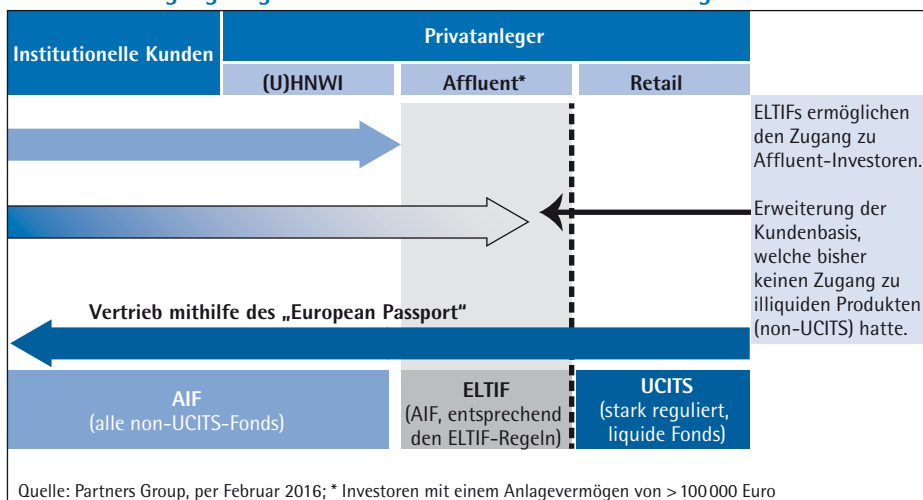 Institutionelle Kunden
Privatanleger
(U)HNWI
Affluent*
Retail
ELTIFs ermöglichen
den Zugang zu
Affluent-Investoren.
Erweiterung der
Kundenbasis,
welche bisher
keinen Zugang zu
illiquiden Produkten
(non-UCITS) hatte.
Vertrieb mithilfe des „European Passport“
AIF
(alle non-UCITS-Fonds)
ELTIF
(AIF, entsprechend
den ELTIF-Regeln)
UCITS
(stark reguliert,
liquide Fonds)
Quelle: Partners Group, per Februar 2016; * Investoren mit einem Anlagevermögen von > 100 000 Euro